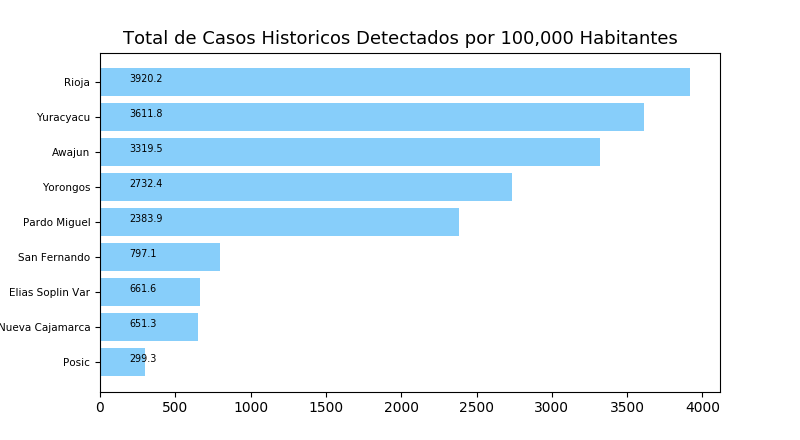 Total de Casos Historicos Detectados por 100,000 Habitantes
Rioja 3920.2
Yuracyacu 3611.8
Awajun 3319.5
Yorongos 2732.4
Pardo Miguel 2383.9
San Fernando 797.1
Elias Soplin Var 661.6
Nueva Cajamarca 651.3
Posic 299.3
0 500 1000 1500 2000 2500 3000 3500 4000